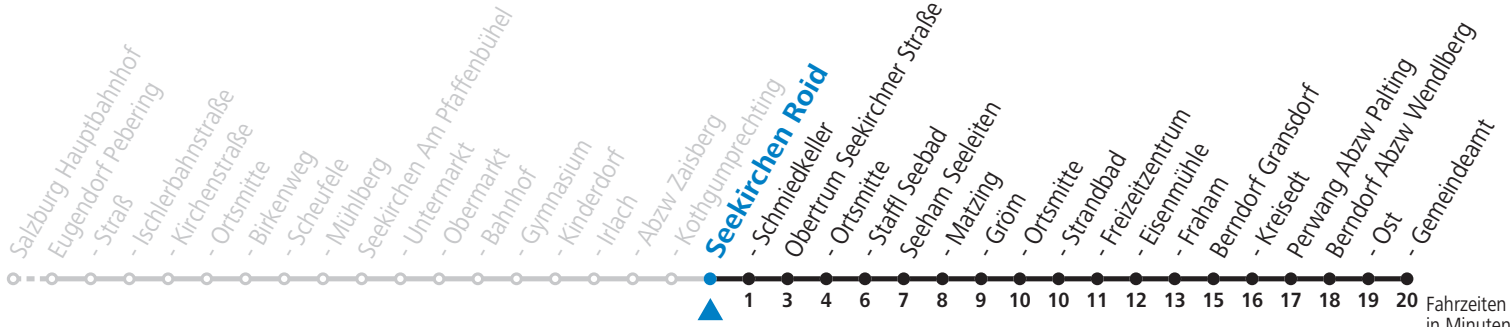 Salzburg Hauptbahnhof
Eugendorf Pebering
- Straß
- Ischlerbahnstraße
- Kirchenstraße
- Ortsmitte
- Birkenweg
- Scheufele
- Mühlberg
Seekirchen Am Pfaffenbühel
- Untermarkt
- Obermarkt
- Bahnhof
- Gymnasium
- Kinderdorf
- Irlach
- Abzw Zaisberg
- Kothgumprechting
Seekirchen Roid
- Schmiedkeller
Obertrum Seekirchner Straße
- Ortsmitte
- Staffl Seebad
Seeham Seeleiten
- Matzing
- Gröm
- Ortsmitte
- Strandbad
- Freizeitzentrum
- Eisenmühle
- Fraham
Berndorf Gransdorf
- Kreisedt
Perwang Abzw Palting
Berndorf Abzw Wendlberg
- Ost
- Gemeindeamt
1 3 4 6 7 8 9 10 10 11 12 13 15 16 17 18 19 20 Fahrzeiten
in Minuten